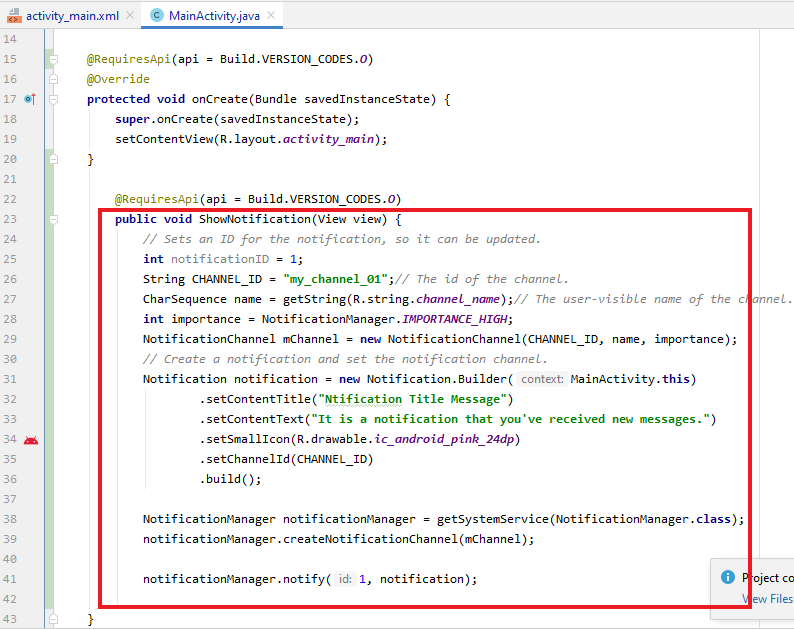 activity_main.xml MainActivity.java
14
15 @RequiresApi(api = Build.VERSION_CODES.O)
16 @Override
17 protected void onCreate(Bundle savedInstanceState) {
18 super.onCreate(savedInstanceState);
19 setContentView(R.layout.activity_main);
20 }
21
22 @RequiresApi(api = Build.VERSION_CODES.O)
23 public void ShowNotification(View view) {
24 // Sets an ID for the notification, so it can be updated.
25 int notificationID = 1;
26 String CHANNEL_ID = "my_channel_01";// The id of the channel.
27 CharSequence name = getString(R.string.channel_name);// The user-visible name of the channel.
28 int importance = NotificationManager.IMPORTANCE_HIGH;
29 NotificationChannel mChannel = new NotificationChannel(CHANNEL_ID, name, importance);
30 // Create a notification and set the notification channel.
31 Notification notification = new Notification.Builder( context: MainActivity.this)
32 .setContentTitle("Ntification Title Message")
33 .setContentText("It is a notification that you've received new messages.")
34 .setSmallIcon(R.drawable.ic_android_pink_24dp)
35 .setChannelId(CHANNEL_ID)
36 .build();
37
38 NotificationManager notificationManager = getSystemService(NotificationManager.class);
39 notificationManager.createNotificationChannel(mChannel);
40
41 notificationManager.notify( id: 1, notification);
42
43 }
Project co
View Files